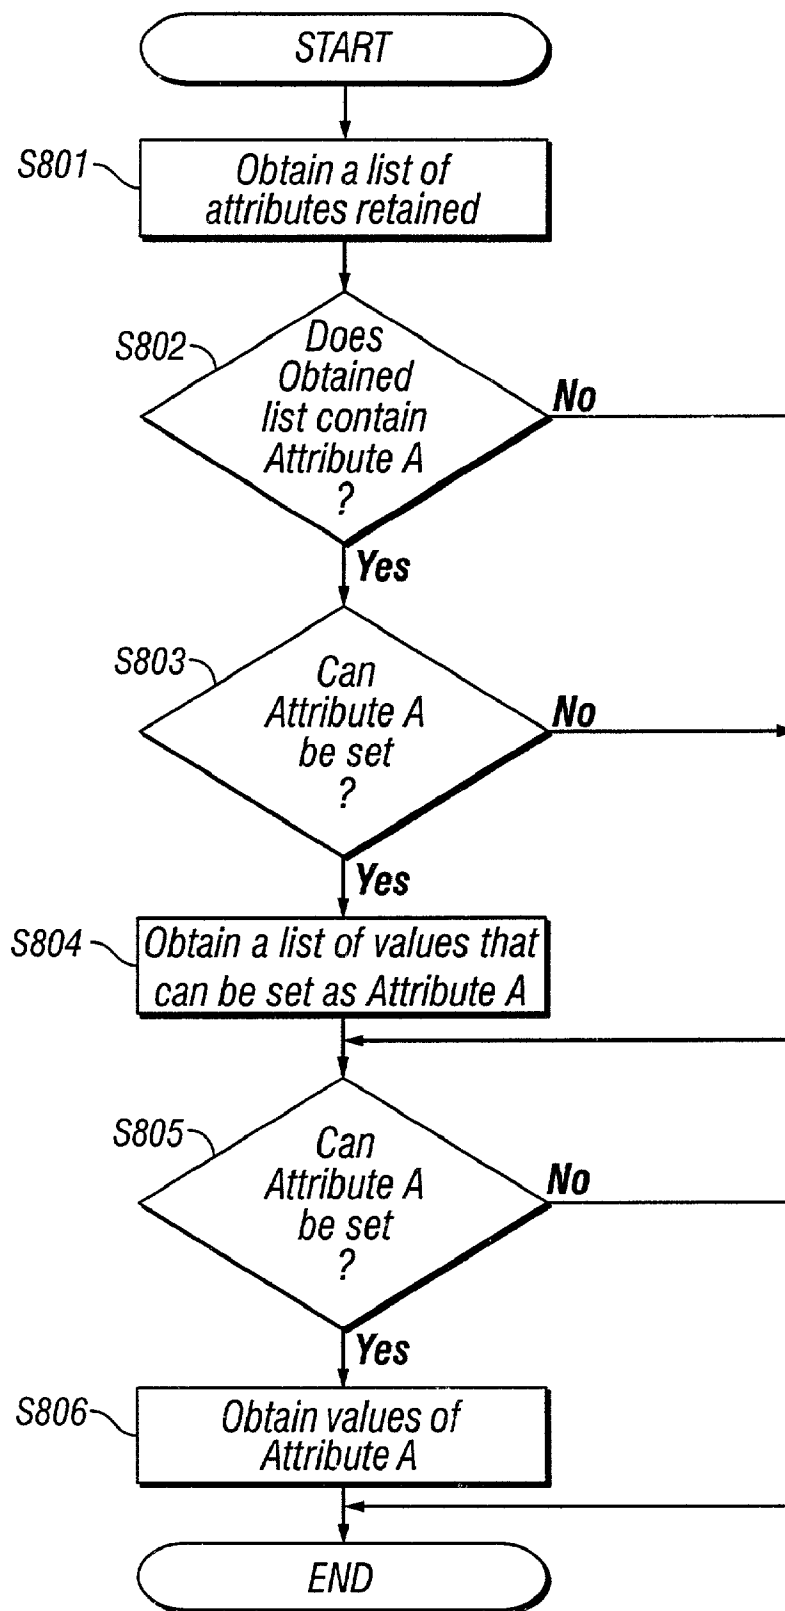 START
S801
Obtain a list of
attributes retained
S802
Does
Obtained
list contain
Attribute A
?
No
Yes
S803
Can
Attribute A
be set
?
No
Yes
S804
Obtain a list of values that
can be set as Attribute A
S805
Can
Attribute A
be set
?
No
Yes
S806
Obtain values of
Attribute A
END